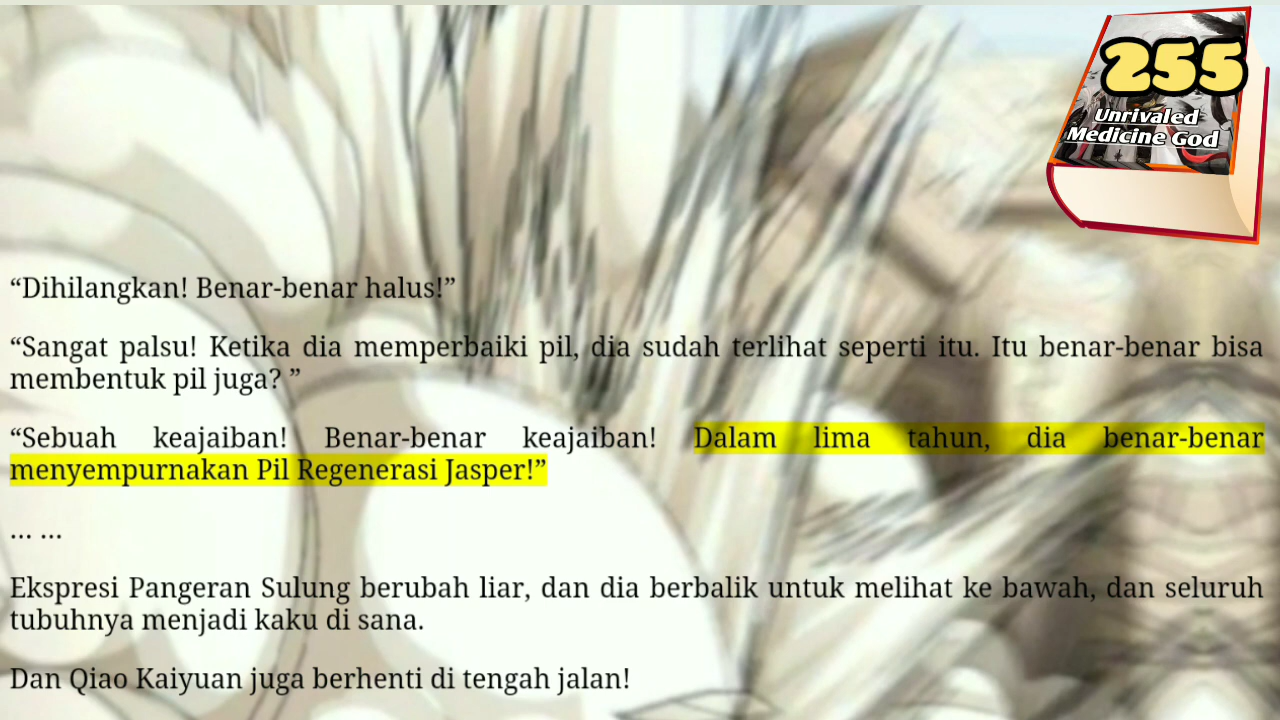 255
Unrivaled
Medicine God
“Dihilangkan! Benar-benar halus!”
“Sangat palsu! Ketika dia memperbaiki pil, dia sudah terlihat seperti itu. Itu benar-benar bisa
membentuk pil juga? ”
“Sebuah keajaiban! Benar-benar keajaiban! Dalam lima tahun, dia benar-benar
menyempurnakan Pil Regenerasi Jasper!”
... ...
Ekspresi Pangeran Sulung berubah liar, dan dia berbalik untuk melihat ke bawah, dan seluruh
tubuhnya menjadi kaku di sana.
Dan Qiao Kaiyuan juga berhenti di tengah jalan!